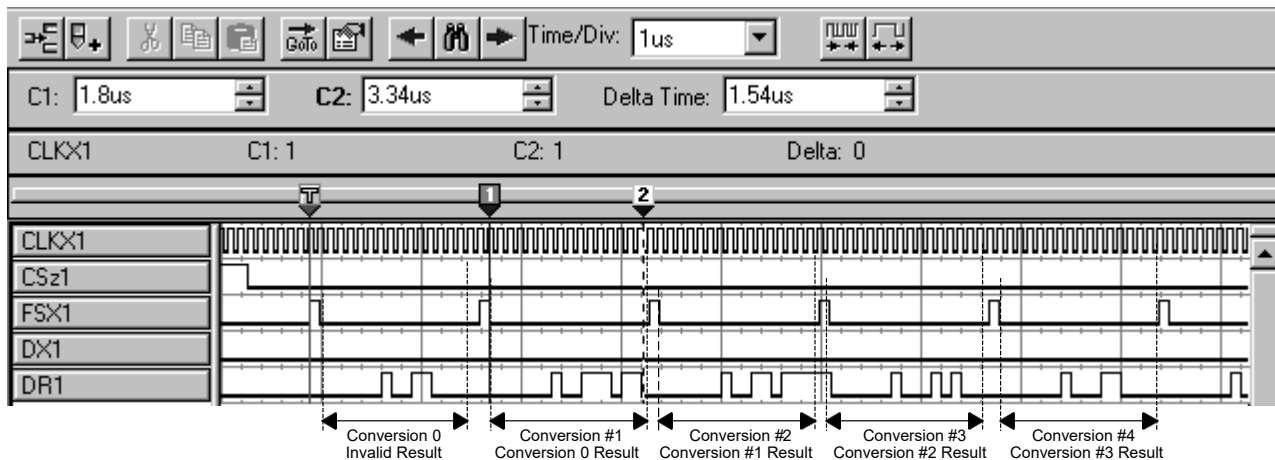 GoTo Time/Div: 1us
C1: 1.8us C2: 3.34us Delta Time: 1.54us
CLKX1 C1: 1 C2: 1 Delta: 0
T 1 2
CLKX1
CSz1
FSX1
DX1
DR1
Conversion 0 Conversion #1 Conversion #2 Conversion #3 Conversion #4
Invalid Result Conversion 0 Result Conversion #1 Result Conversion #2 Result Conversion #3 Result